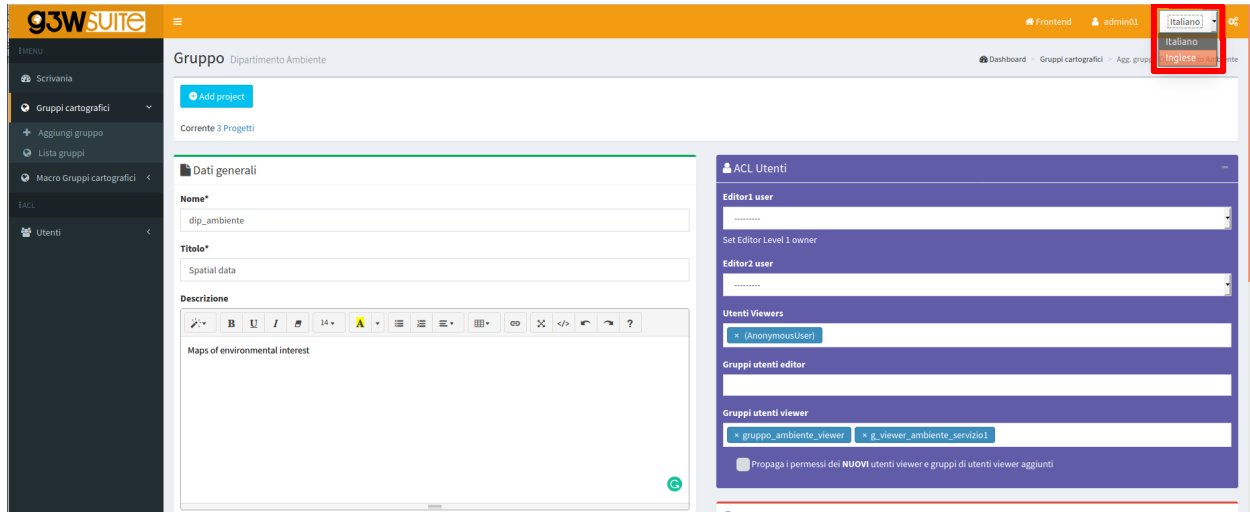 G3WSUITE
Frontend admin01 Italiano
Italiano
Inglese
MENU
Scrivania
Gruppi cartografici
Aggiungi gruppo
Lista gruppi
Macro Gruppi cartografici
ACL
Utenti
Gruppo Dipartimento Ambiente
Dashboard Gruppi cartografici Agg. grup
Add project
Corrente 3 Progetti
Dati generali
Nome*
dip_ambiente
Titolo*
Spatial data
Descrizione
B U I 14 A </> ?
Maps of environmental interest
ACL Utenti
Editor1 user
---------
Set Editor Level 1 owner
Editor2 user
---------
Utenti Viewers
× (AnonymousUser)
Gruppi utenti editor
Gruppi utenti viewer
× gruppo_ambiente_viewer × g_viewer_ambiente_servizio1
Propaga i permessi dei NUOVI utenti viewer e gruppi di utenti viewer aggiunti